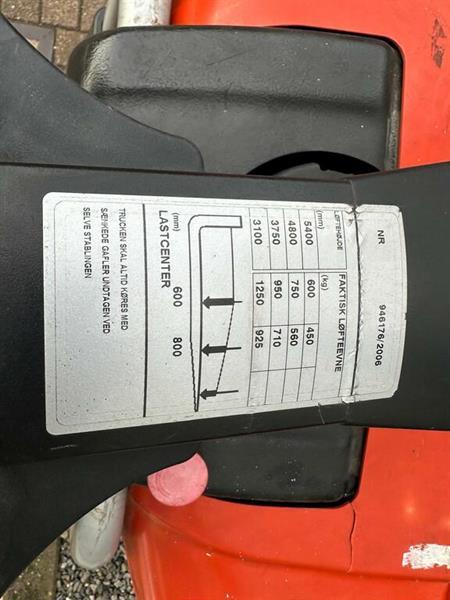 NR 946176/2006
LØFTEHØJDE FAKTISK LØFTEEVNE
(mm) (kg)
5400 600 450
4800 750 560
3750 950 710
3100 1250 925
(mm) 600 800
LASTCENTER
TRUCKEN SKAL ALTID KØRES MED
SÆNKEDE GAFLER UNDTAGEN VED
SELVE STABLINGEN